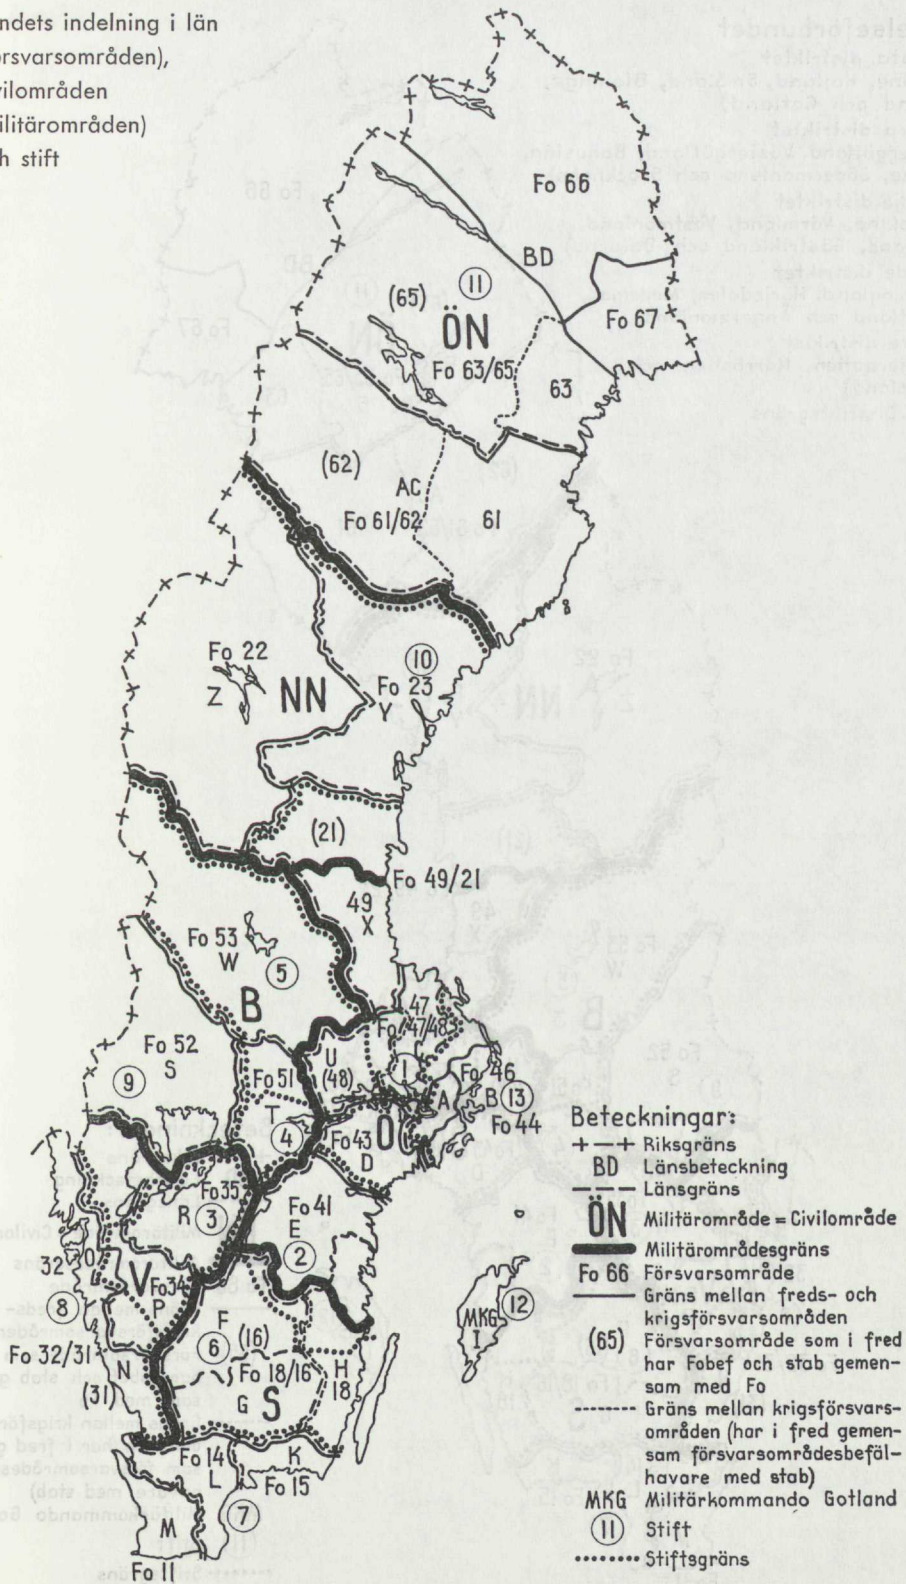 ndets indelning i län
örsvarsområden),
vilområden
ilitärområden)
h stift
Fo 66
BD
(11)
(65)
ÖN
Fo 67
Fo 63/65
63
(62)
AC
Fo 61/62
61
Fo 22
(10)
Z
NN
Fo 23
Y
(21)
Fo 49/21
49
X
Fo 53
W
(5)
B
47
Fo 47/48
Fo 52
S
U
(48)
(1)
C
Fo 46
(9)
Fo 51
A
B
(13)
T
(4)
Fo 43
Ö
Fo 44
D
Fo 35
R
(3)
Fo 41
E
(2)
32
O
V
Fo 34
P
(8)
MKG
I
(12)
F
(6)
(16)
Fo 32/31
N
(31)
Fo 18/16
H
18
G
S
Fo 14
L
K
Fo 15
(7)
M
Fo 11
Beteckningar:
Riksgräns
BD Länsbeteckning
Länsgräns
ÖN Militärområde = Civilområde
Militärområdesgräns
Fo 66 Försvarsområde
Gräns mellan freds- och
krigsförsvarsområden
(65) Försvarsområde som i fred
har Fobef och stab gemen-
sam med Fo
Gräns mellan krigsförsvars-
områden (har i fred gemen-
sam försvarsområdesbefäl-
havare med stab)
MKG Militärkommando Gotland
(11) Stift
Stiftsgräns